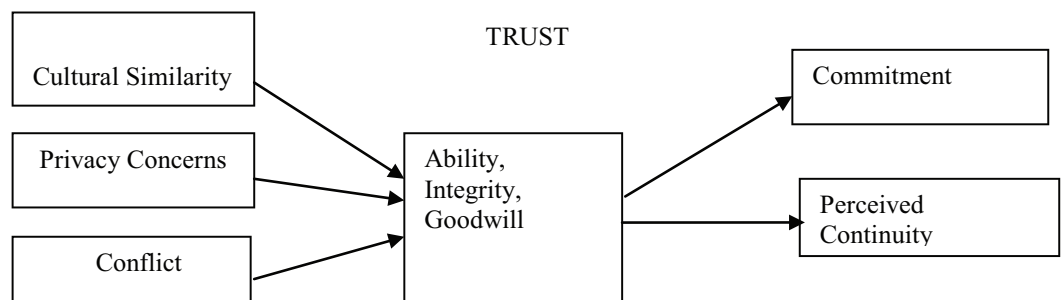 TRUST
Cultural Similarity
Privacy Concerns
Conflict
Ability,
Integrity,
Goodwill
Commitment
Perceived
Continuity